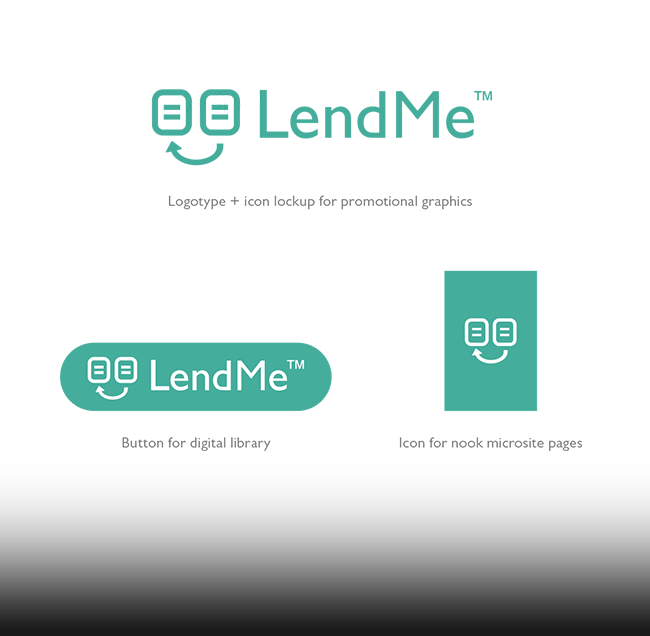 LendMe™
Logotype + icon lockup for promotional graphics
LendMe™
Button for digital library
Icon for nook microsite pages